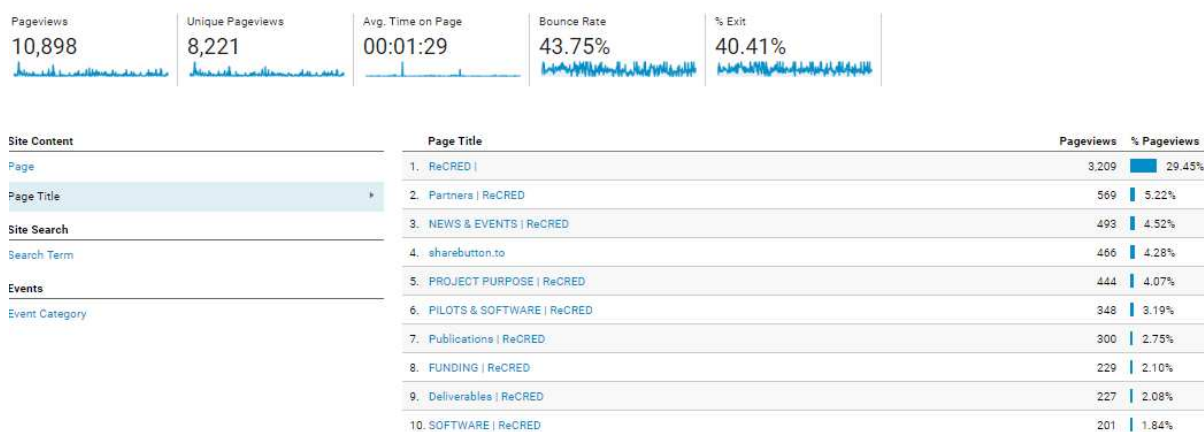 Pageviews Unique Pageviews Avg. Time on Page Bounce Rate % Exit
10,898 8,221 00:01:29 43.75% 40.41%
Site Content
Page
Page Title
Site Search
Search Term
Events
Event Category
Page Title Pageviews % Pageviews
1. ReCRED | 3,209 29.45%
2. Partners | ReCRED 569 5.22%
3. NEWS & EVENTS | ReCRED 493 4.52%
4. sharebutton.to 466 4.28%
5. PROJECT PURPOSE | ReCRED 444 4.07%
6. PILOTS & SOFTWARE | ReCRED 348 3.19%
7. Publications | ReCRED 300 2.75%
8. FUNDING | ReCRED 229 2.10%
9. Deliverables | ReCRED 227 2.08%
10. SOFTWARE | ReCRED 201 1.84%